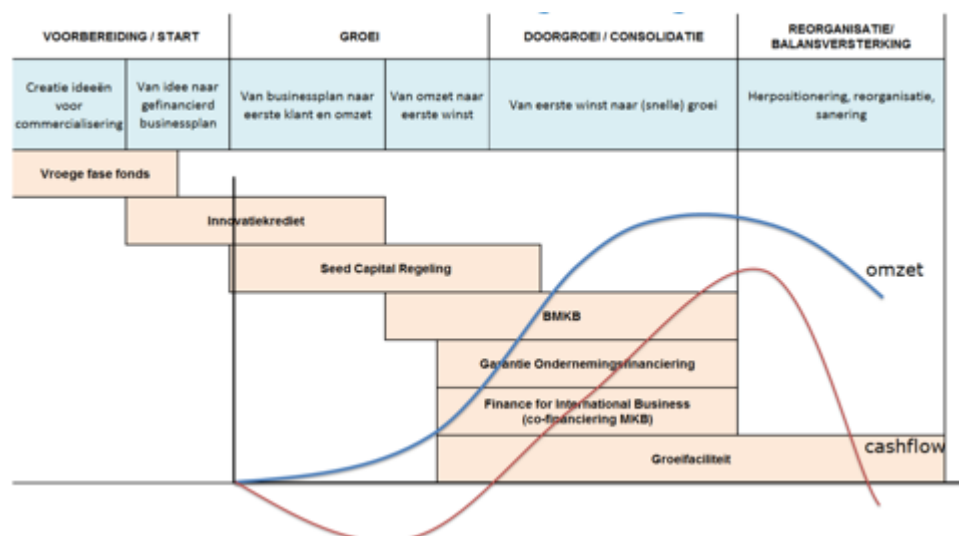 VOORBEREIDING / START
GROEI
DOORGROEI / CONSOLIDATIE
REORGANISATIE/
BALANSVERSTERKING
Creatie ideeën
voor
commercialisering
Van idee naar
gefinancierd
businessplan
Van businessplan naar
eerste klant en omzet
Van omzet naar
eerste winst
Van eerste winst naar (snelle) groei
Herpositionering, reorganisatie,
sanering
Vroege fase fonds
Innovatiekrediet
Seed Capital Regeling
omzet
BMKB
Garantie Ondernemingsfinanciering
Finance for International Business
(co-financiering MKB)
cashflow
Groeifaciliteit